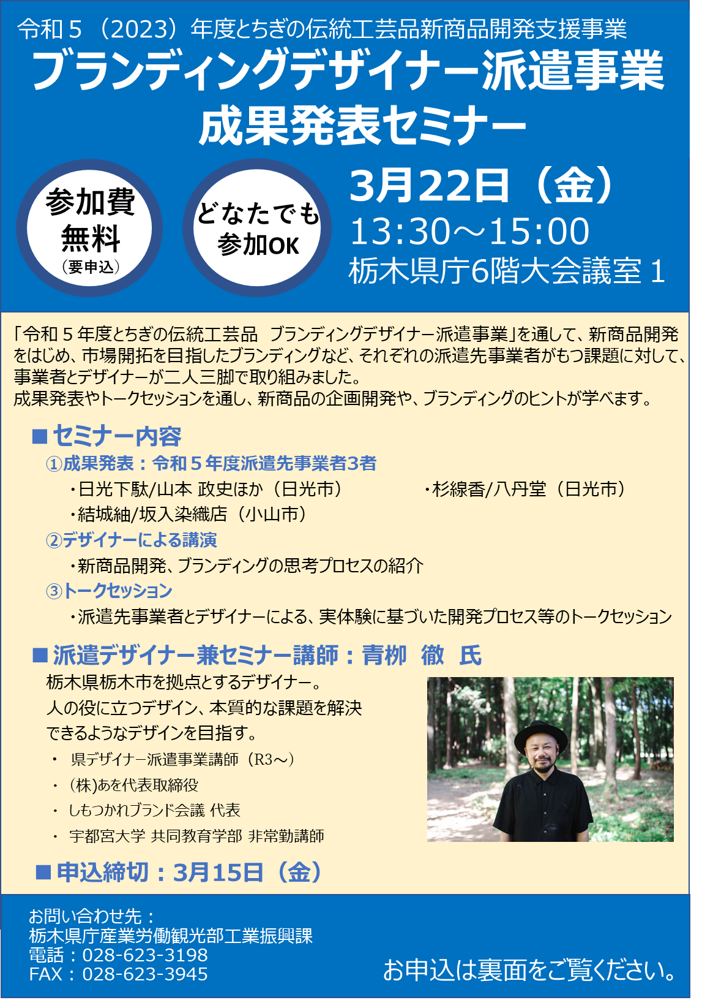 令和５（2023）年度とちぎの伝統工芸品新商品開発支援事業
ブランディングデザイナー派遣事業
成果発表セミナー
参加費
無料
（要申込）
どなたでも
参加OK
3月22日（金）
13:30～15:00
栃木県庁6階大会議室１
「令和５年度とちぎの伝統工芸品　ブランディングデザイナー派遣事業」を通して、新商品開発
をはじめ、市場開拓を目指したブランディングなど、それぞれの派遣先事業者がもつ課題に対して、
事業者とデザイナーが二人三脚で取り組みました。
成果発表やトークセッションを通し、新商品の企画開発や、ブランディングのヒントが学べます。
■セミナー内容
①成果発表：令和５年度派遣先事業者3者
・日光下駄/山本 政史ほか（日光市）　・杉線香/八丹堂（日光市）
・結城紬/坂入染織店（小山市）
②デザイナーによる講演
・新商品開発、ブランディングの思考プロセスの紹介
③トークセッション
・派遣先事業者とデザイナーによる、実体験に基づいた開発プロセス等のトークセッション
■派遣デザイナー兼セミナー講師：青栁　徹　氏
栃木県栃木市を拠点とするデザイナー。
人の役に立つデザイン、本質的な課題を解決
できるようなデザインを目指す。
・ 県デザイナー派遣事業講師（R3～）
・ （株)あを代表取締役
・ しもつかれブランド会議 代表
・ 宇都宮大学 共同教育学部 非常勤講師
■申込締切：3月15日（金）
お問い合わせ先：
栃木県庁産業労働観光部工業振興課
電話：028-623-3198
FAX：028-623-3945
お申込は裏面をご覧ください。